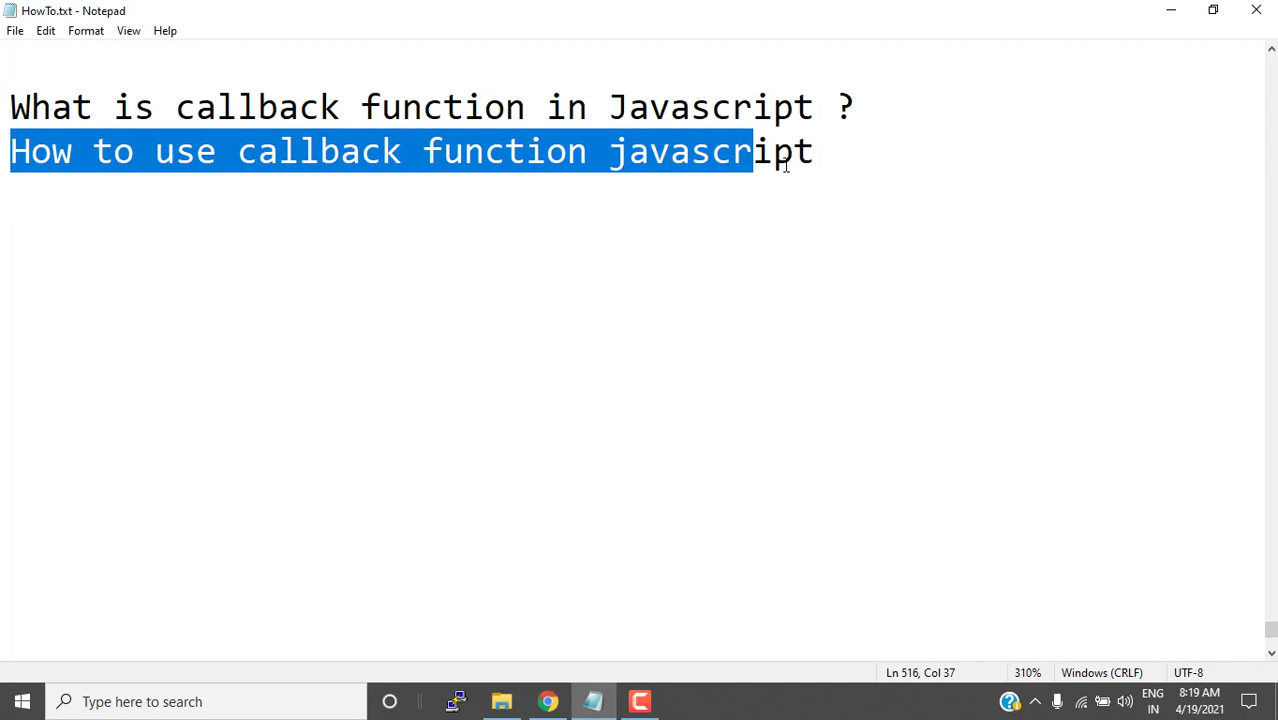 HowTo.txt - Notepad
File Edit Format View Help
What is callback function in Javascript ?
How to use callback function javascript
Ln 516, Col 37 310% Windows (CRLF) UTF-8
Type here to search
ENG
IN
8:19 AM
4/19/2021